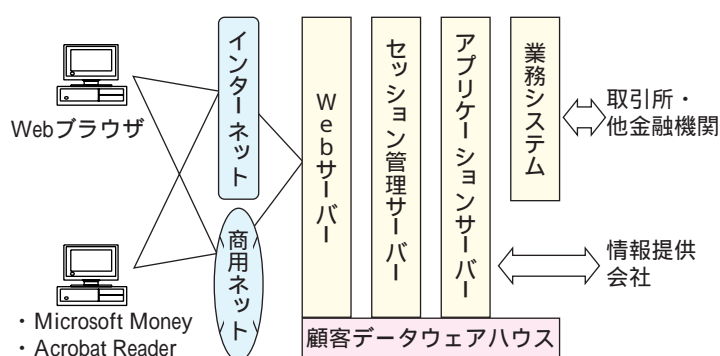 Webブラウザ
・Microsoft Money
・Acrobat Reader
インターネット
商用ネット
Webサーバー
セッション管理サーバー
アプリケーションサーバー
業務システム
顧客データウェアハウス
取引所・
他金融機関
情報提供
会社